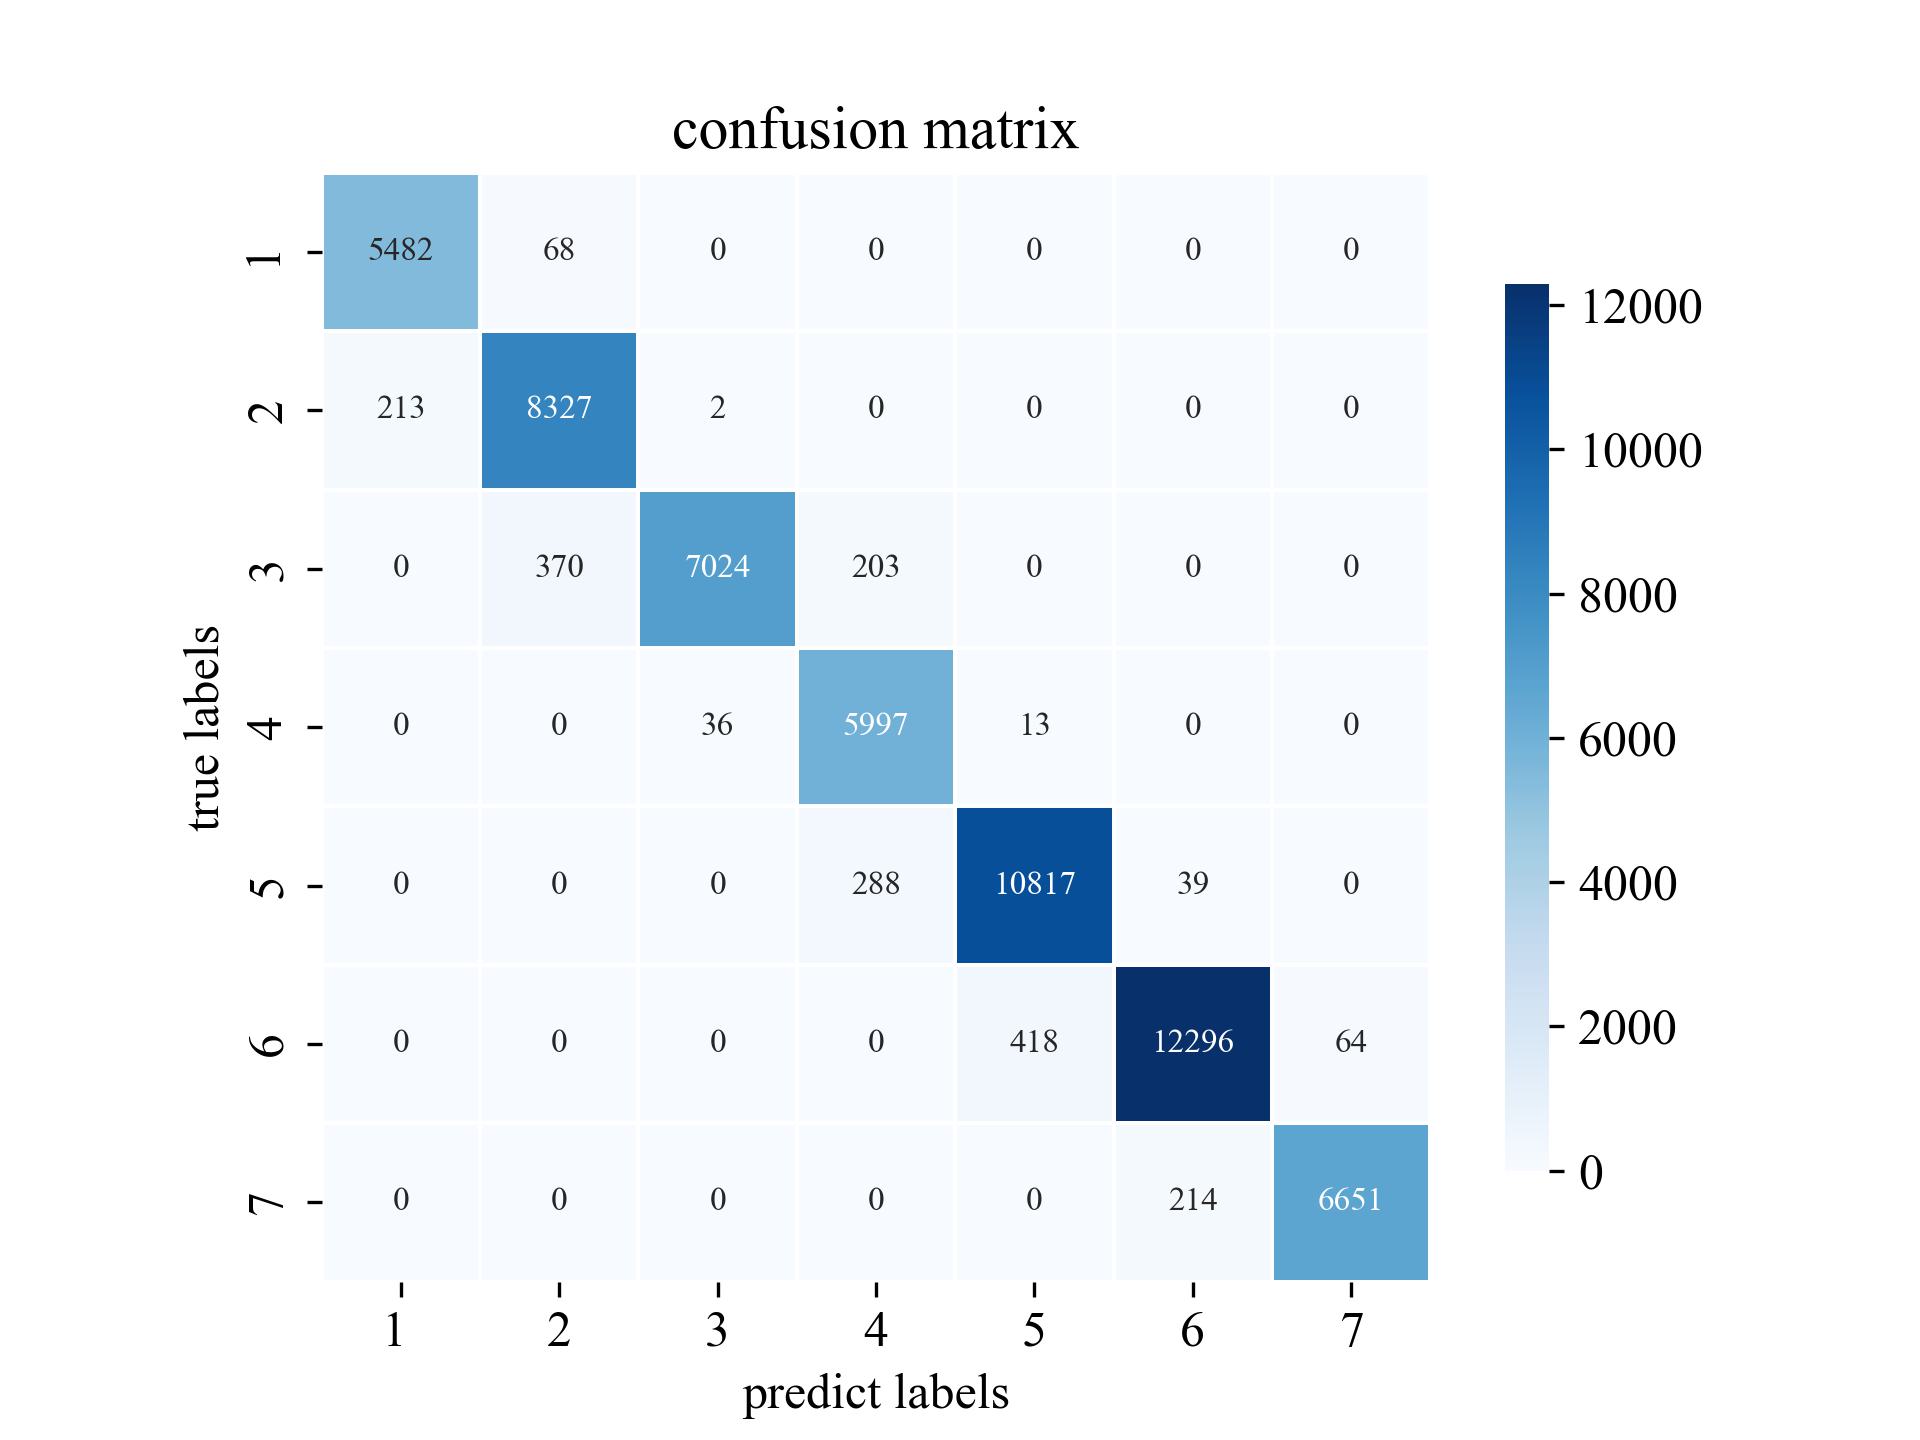 confusion matrix
1 5482 68 0 0 0 0 0
2 213 8327 2 0 0 0 0
3 0 370 7024 203 0 0 0
4 0 0 36 5997 13 0 0
5 0 0 0 288 10817 39 0
6 0 0 0 0 418 12296 64
7 0 0 0 0 0 214 6651
1 2 3 4 5 6 7
predict labels
true labels
12000
10000
8000
6000
4000
2000
0